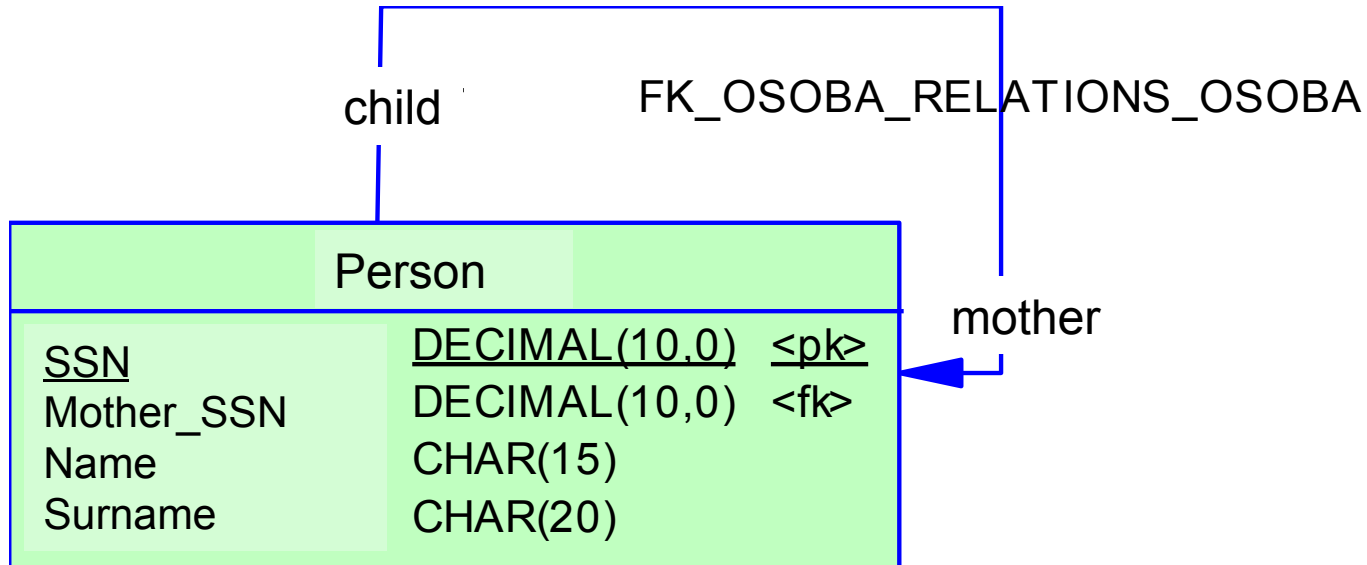 child
FK_OSOBA_RELATIONS_OSOBA
Person
mother
SSN DECIMAL(10,0) <pk>
Mother_SSN DECIMAL(10,0) <fk>
Name CHAR(15)
Surname CHAR(20)